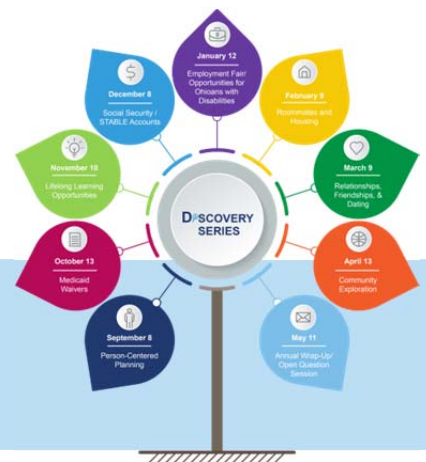 January 12
Employment Fair/
Opportunities for
Ohioans with
Disabilities
December 8
Social Security /
STABLE Accounts
February 9
Roommates and
Housing
November 10
Lifelong Learning
Opportunities
March 9
Relationships,
Friendships, &
Dating
DISCOVERY
SERIES
October 13
Medicaid
Waivers
April 13
Community
Exploration
September 8
Person-Centered
Planning
May 11
Annual Wrap-Up/
Open Question
Session